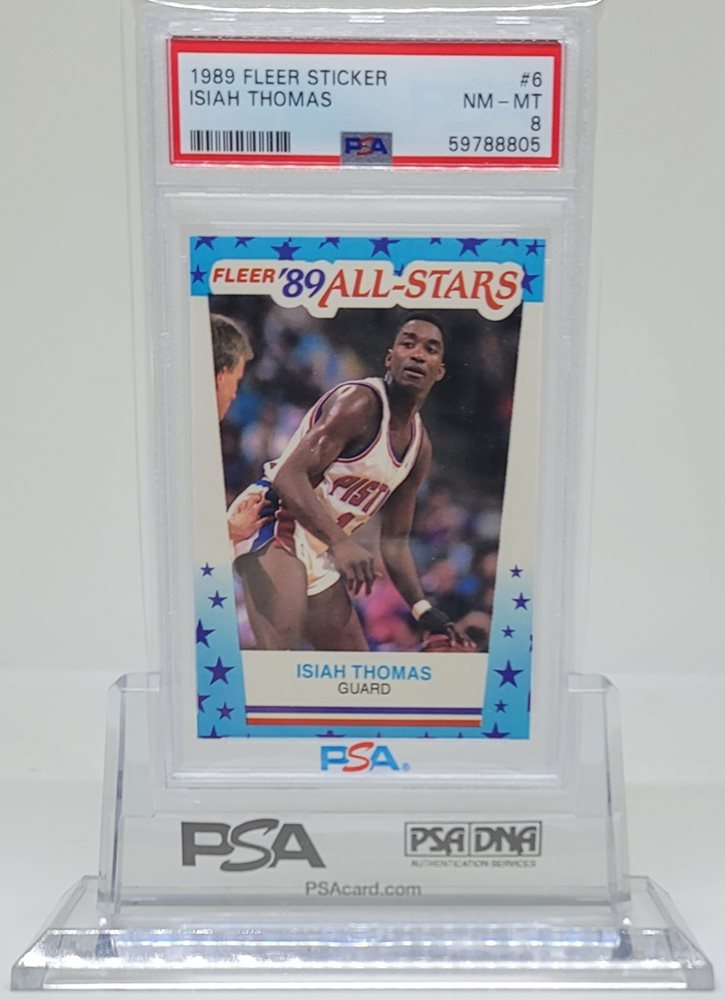 1989 FLEER STICKER #6
ISIAH THOMAS NM - MT
8
PSA 59788805
FLEER '89 ALL-STARS
PIST
ISIAH THOMAS
GUARD
PSA®
PSA PSA DNA
AUTHENTICATION SERVICES
PSAcard.com